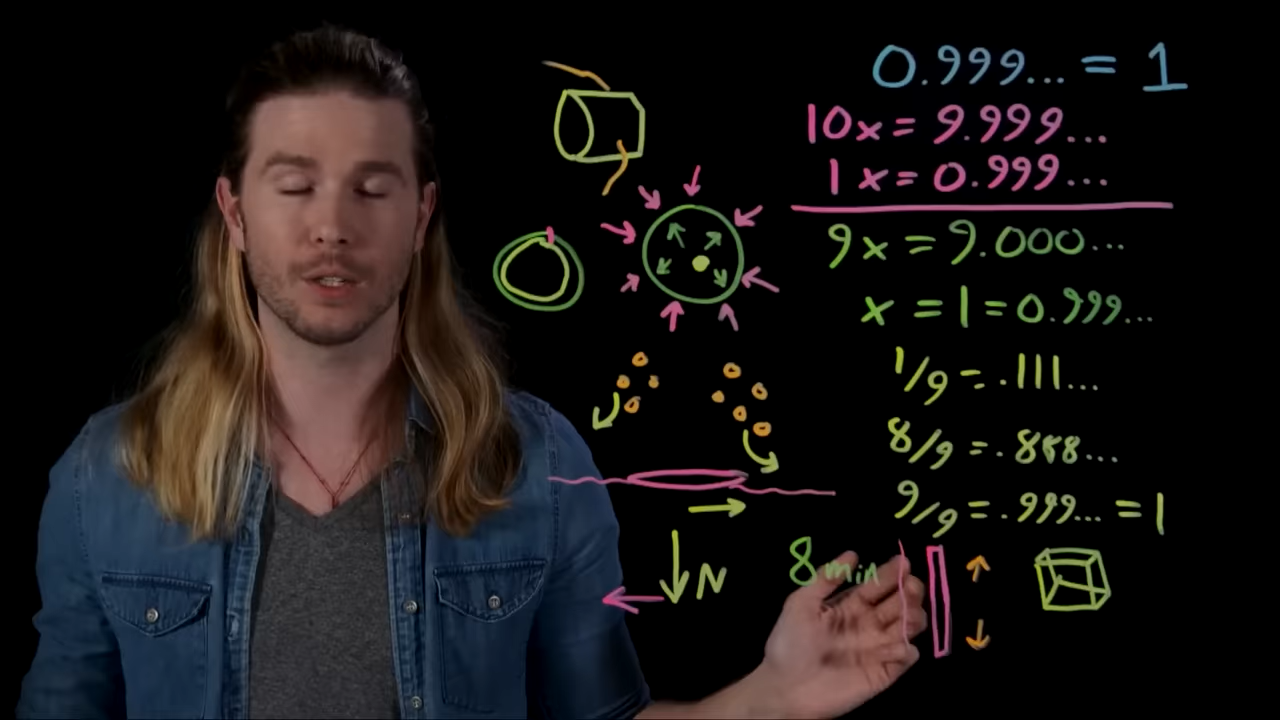 0.999... = 1
10x = 9.999...
1x = 0.999...
9x = 9.000...
x = 1 = 0.999...
1/9 = .111...
8/9 = .888...
9/9 = .999... = 1
8 min
N